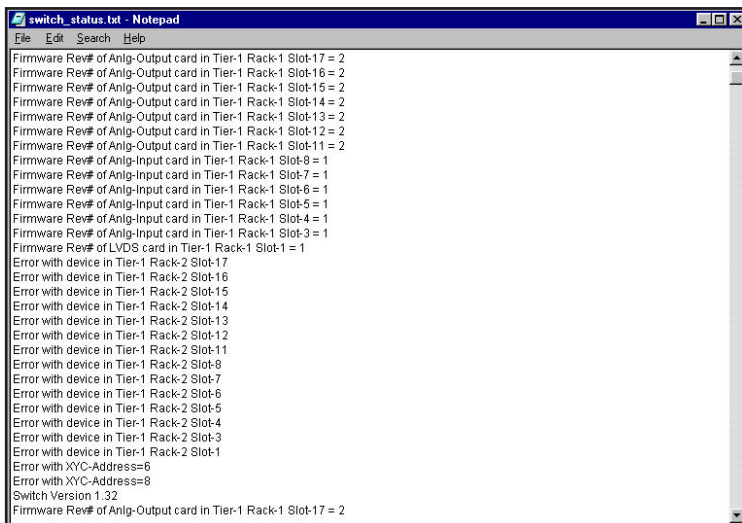 switch_status.txt - Notepad
File Edit Search Help
Firmware Rev# of Anlg-Output card in Tier-1 Rack-1 Slot-17 = 2
Firmware Rev# of Anlg-Output card in Tier-1 Rack-1 Slot-16 = 2
Firmware Rev# of Anlg-Output card in Tier-1 Rack-1 Slot-15 = 2
Firmware Rev# of Anlg-Output card in Tier-1 Rack-1 Slot-14 = 2
Firmware Rev# of Anlg-Output card in Tier-1 Rack-1 Slot-13 = 2
Firmware Rev# of Anlg-Output card in Tier-1 Rack-1 Slot-12 = 2
Firmware Rev# of Anlg-Output card in Tier-1 Rack-1 Slot-11 = 2
Firmware Rev# of Anlg-Input card in Tier-1 Rack-1 Slot-8 = 1
Firmware Rev# of Anlg-Input card in Tier-1 Rack-1 Slot-7 = 1
Firmware Rev# of Anlg-Input card in Tier-1 Rack-1 Slot-6 = 1
Firmware Rev# of Anlg-Input card in Tier-1 Rack-1 Slot-5 = 1
Firmware Rev# of Anlg-Input card in Tier-1 Rack-1 Slot-4 = 1
Firmware Rev# of Anlg-Input card in Tier-1 Rack-1 Slot-3 = 1
Firmware Rev# of LVDS card in Tier-1 Rack-1 Slot-1 = 1
Error with device in Tier-1 Rack-2 Slot-17
Error with device in Tier-1 Rack-2 Slot-16
Error with device in Tier-1 Rack-2 Slot-15
Error with device in Tier-1 Rack-2 Slot-14
Error with device in Tier-1 Rack-2 Slot-13
Error with device in Tier-1 Rack-2 Slot-12
Error with device in Tier-1 Rack-2 Slot-11
Error with device in Tier-1 Rack-2 Slot-8
Error with device in Tier-1 Rack-2 Slot-7
Error with device in Tier-1 Rack-2 Slot-6
Error with device in Tier-1 Rack-2 Slot-5
Error with device in Tier-1 Rack-2 Slot-4
Error with device in Tier-1 Rack-2 Slot-3
Error with device in Tier-1 Rack-2 Slot-1
Error with XYC-Address=6
Error with XYC-Address=8
Switch Version 1.32
Firmware Rev# of Anlg-Output card in Tier-1 Rack-1 Slot-17 = 2